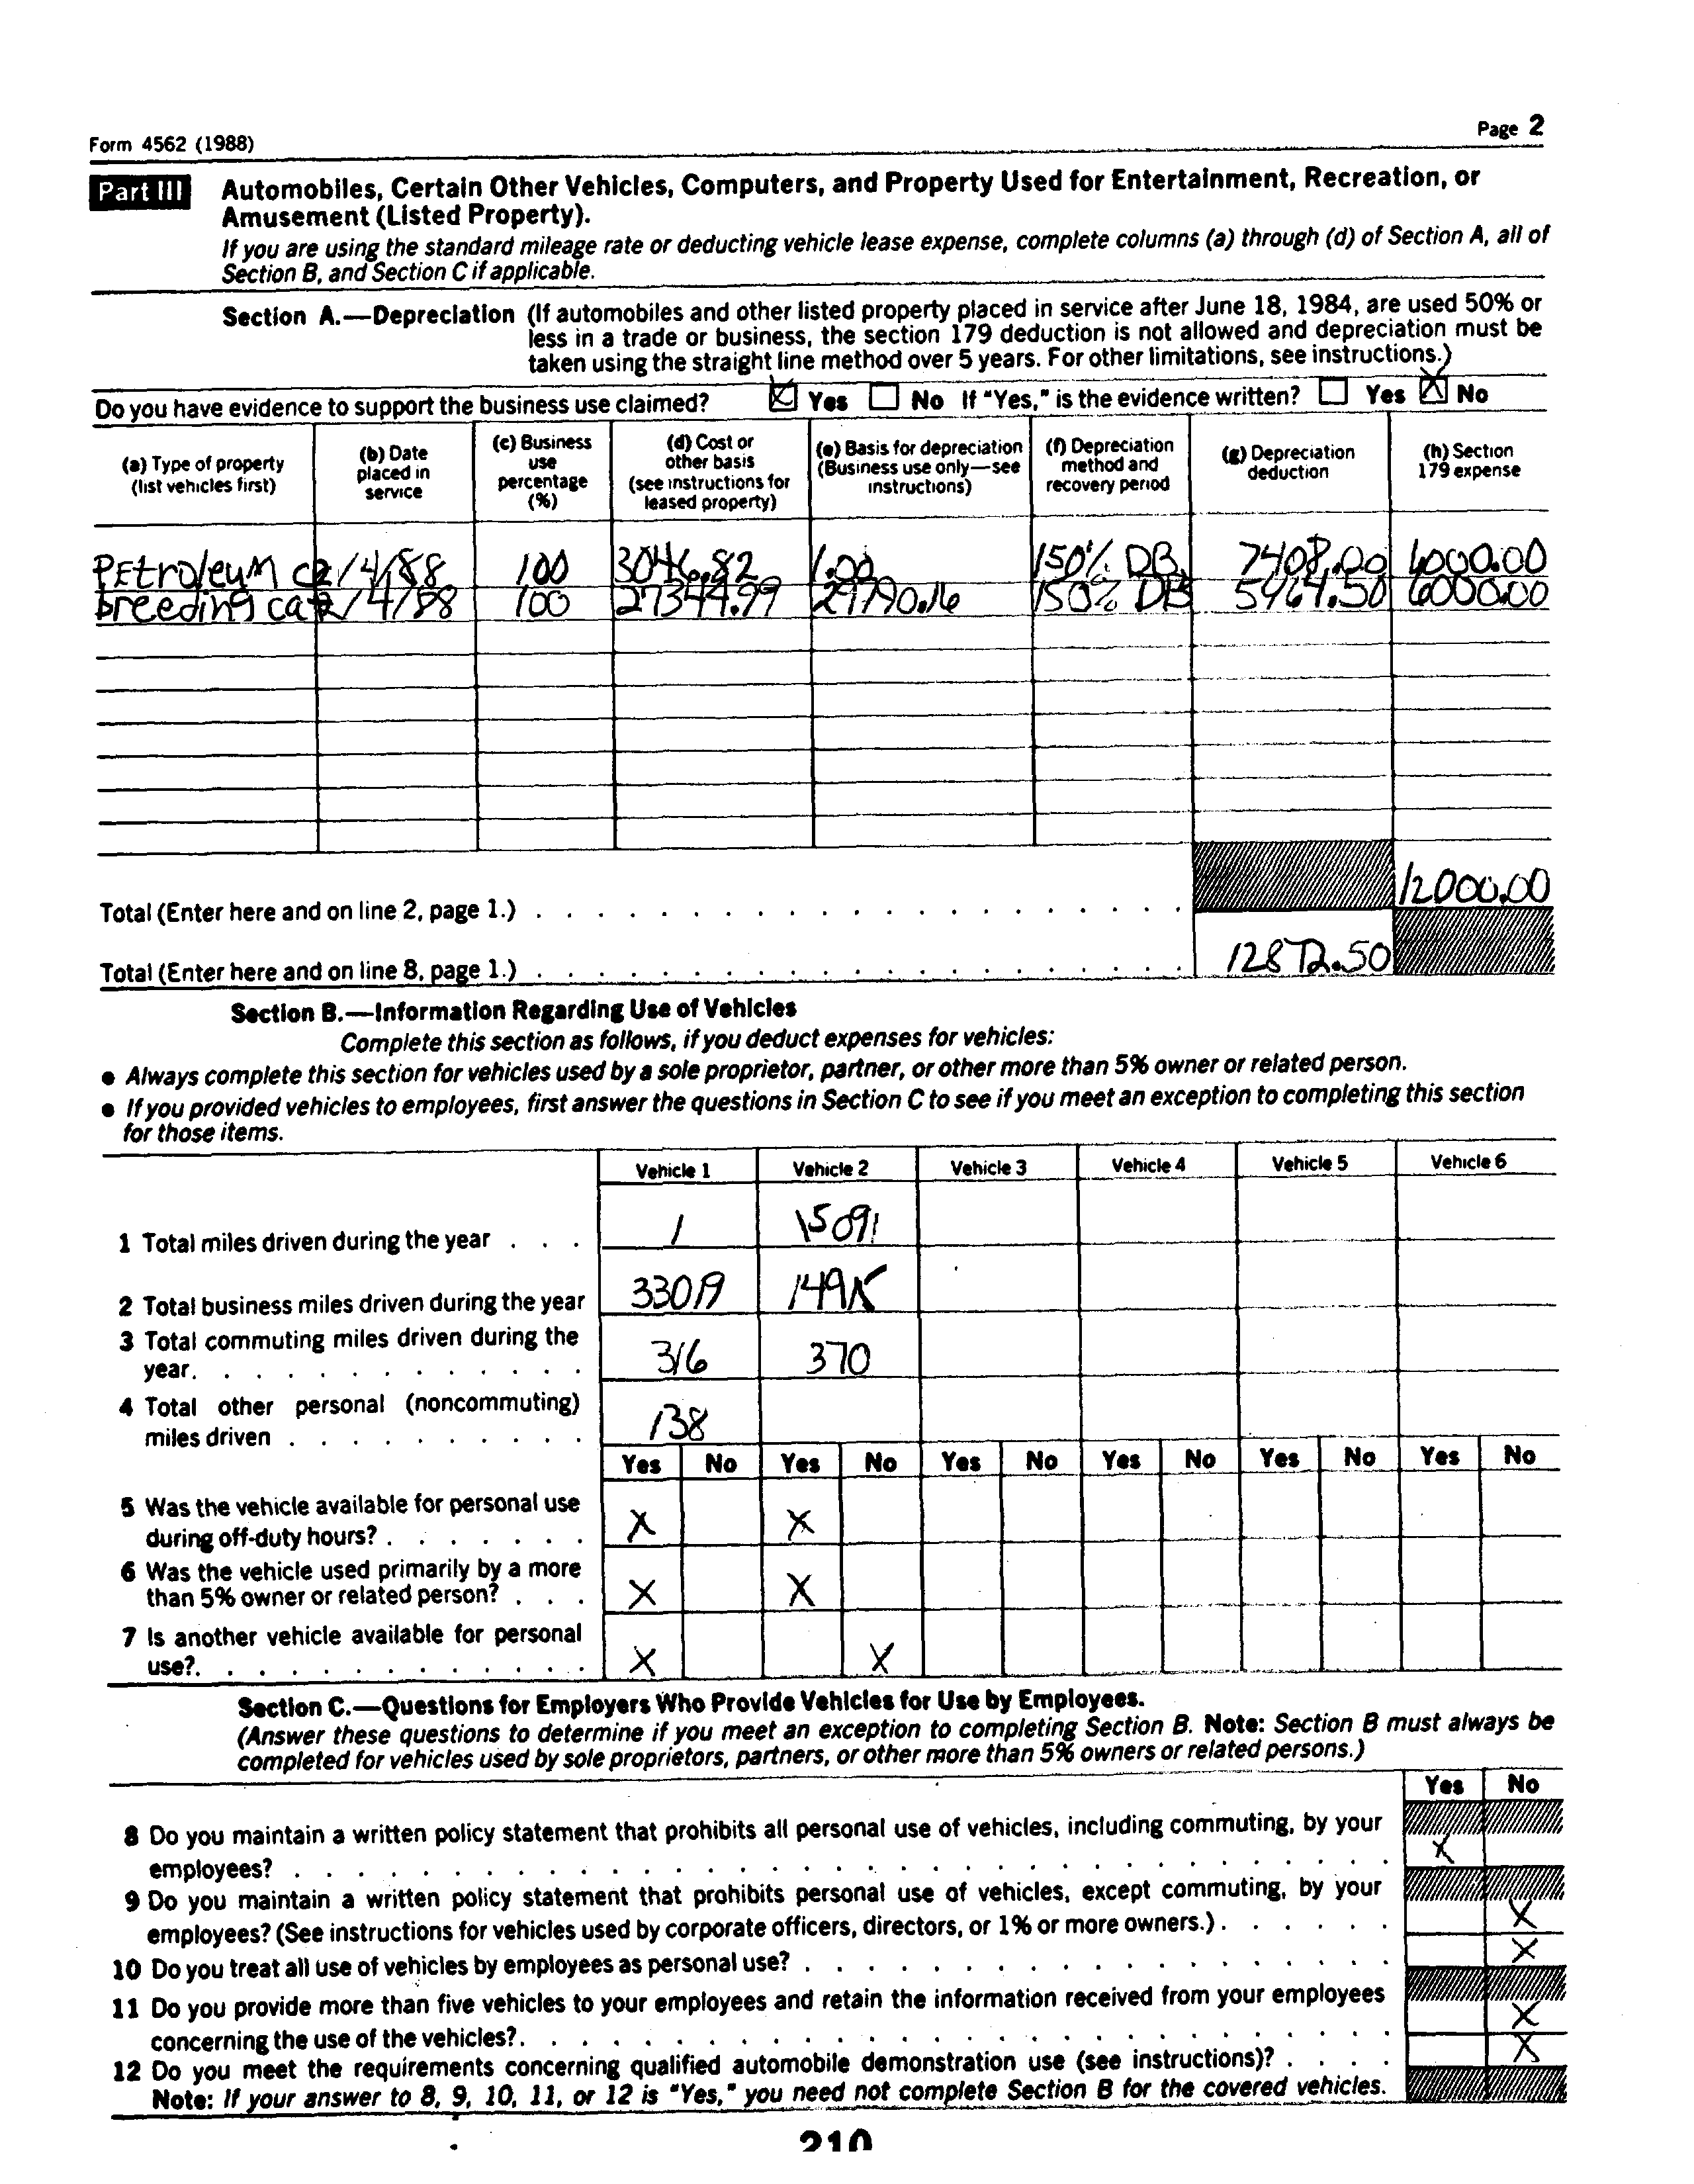 Form 4562 (1988)
Page 2
Part III Automobiles, Certain Other Vehicles, Computers, and Property Used for Entertainment, Recreation, or
Amusement (Listed Property).
If you are using the standard mileage rate or deducting vehicle lease expense, complete columns (a) through (d) of Section A, all of
Section B, and Section C if applicable.
Section A.—Depreciation (If automobiles and other listed property placed in service after June 18, 1984, are used 50% or
less in a trade or business, the section 179 deduction is not allowed and depreciation must be
taken using the straight line method over 5 years. For other limitations, see instructions.)
Do you have evidence to support the business use claimed? X Yes No If "Yes," is the evidence written? Yes X No
(a) Type of property
(list vehicles first)
(b) Date
placed in
service
(c) Business
use
percentage
(%)
(d) Cost or
other basis
(see instructions for
leased property)
(e) Basis for depreciation
(Business use only—see
instructions)
(f) Depreciation
method and
recovery period
(g) Depreciation
deduction
(h) Section
179 expense
PEtroleum 2/4/88 100 3046.82 1.00 150% DB 7408.00 6000.00
breeding cat 2/4/88 100 27344.99 150% DB 5464.50 6000.00
12000.00
Total (Enter here and on line 2, page 1.)
12872.50
Total (Enter here and on line 8, page 1.)
Section B.—Information Regarding Use of Vehicles
Complete this section as follows, if you deduct expenses for vehicles:
● Always complete this section for vehicles used by a sole proprietor, partner, or other more than 5% owner or related person.
● If you provided vehicles to employees, first answer the questions in Section C to see if you meet an exception to completing this section
for those items.
Vehicle 1 Vehicle 2 Vehicle 3 Vehicle 4 Vehicle 5 Vehicle 6
1 Total miles driven during the year . . . 1 15091
2 Total business miles driven during the year 33019
3 Total commuting miles driven during the
year. . . . . . . . . . . . 316 370
4 Total other personal (noncommuting)
miles driven . . . . . . . . . . 138
Yes No Yes No Yes No Yes No Yes No Yes No
5 Was the vehicle available for personal use
during off-duty hours? . . . . . . . X X
6 Was the vehicle used primarily by a more
than 5% owner or related person? . . . X X
7 Is another vehicle available for personal
use?. . . . . . . . . . . . X X
Section C.—Questions for Employers Who Provide Vehicles for Use by Employees.
(Answer these questions to determine if you meet an exception to completing Section B. Note: Section B must always be
completed for vehicles used by sole proprietors, partners, or other more than 5% owners or related persons.)
Yes No
8 Do you maintain a written policy statement that prohibits all personal use of vehicles, including commuting, by your
employees? X
9 Do you maintain a written policy statement that prohibits personal use of vehicles, except commuting, by your
employees? (See instructions for vehicles used by corporate officers, directors, or 1% or more owners.) . . . . . . X
10 Do you treat all use of vehicles by employees as personal use? X
11 Do you provide more than five vehicles to your employees and retain the information received from your employees
concerning the use of the vehicles?. X
12 Do you meet the requirements concerning qualified automobile demonstration use (see instructions)? . . . . X
Note: If your answer to 8, 9, 10, 11, or 12 is "Yes," you need not complete Section B for the covered vehicles.
210